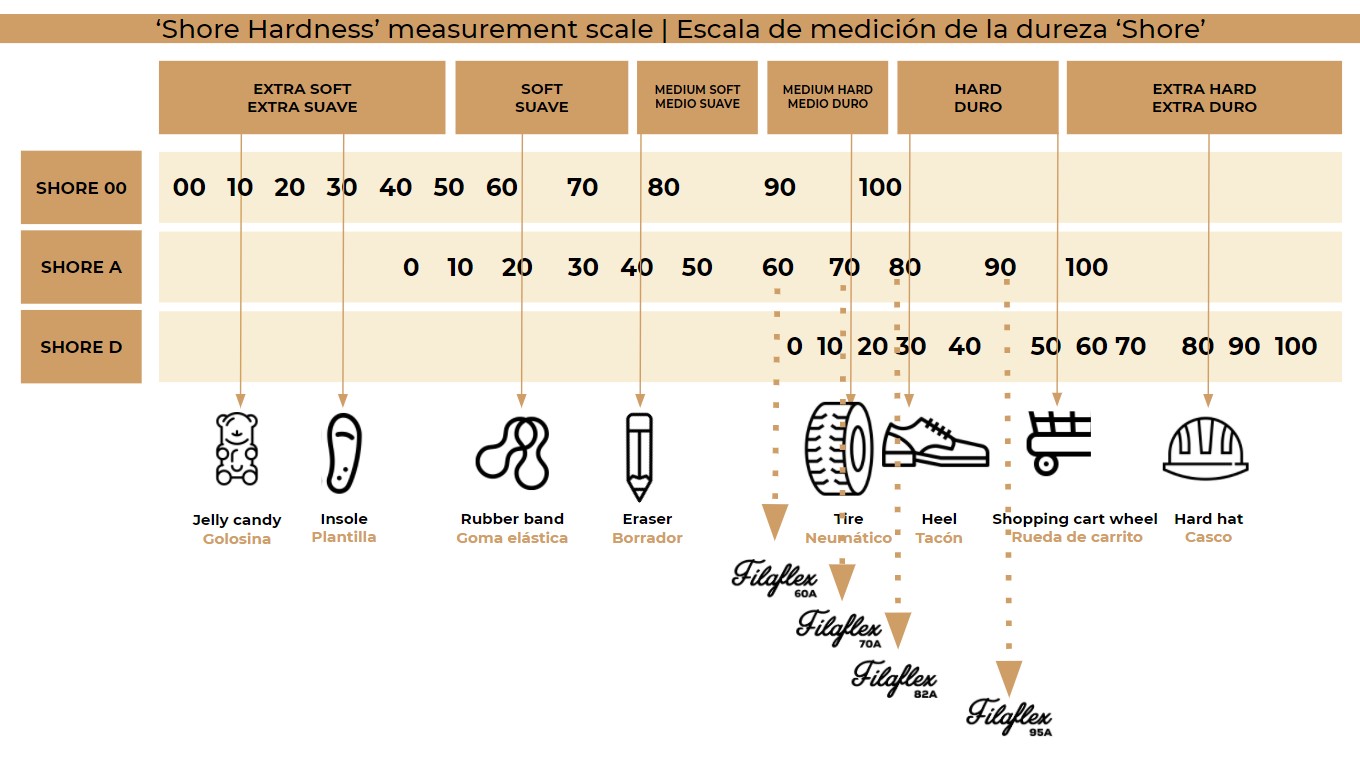 ‘Shore Hardness’ measurement scale | Escala de medición de la dureza ‘Shore’
EXTRA SOFT
EXTRA SUAVE
SOFT
SUAVE
MEDIUM SOFT
MEDIO SUAVE
MEDIUM HARD
MEDIO DURO
HARD
DURO
EXTRA HARD
EXTRA DURO
SHORE 00
00 10 20 30 40 50 60 70 80 90 100
SHORE A
0 10 20 30 40 50 60 70 80 90 100
SHORE D
0 10 20 30 40 50 60 70 80 90 100
Jelly candy
Golosina
Insole
Plantilla
Rubber band
Goma elástica
Eraser
Borrador
Tire
Neumático
Heel
Tacón
Shopping cart wheel
Rueda de carrito
Hard hat
Casco
Filaflex
60A
Filaflex
70A
Filaflex
82A
Filaflex
95A